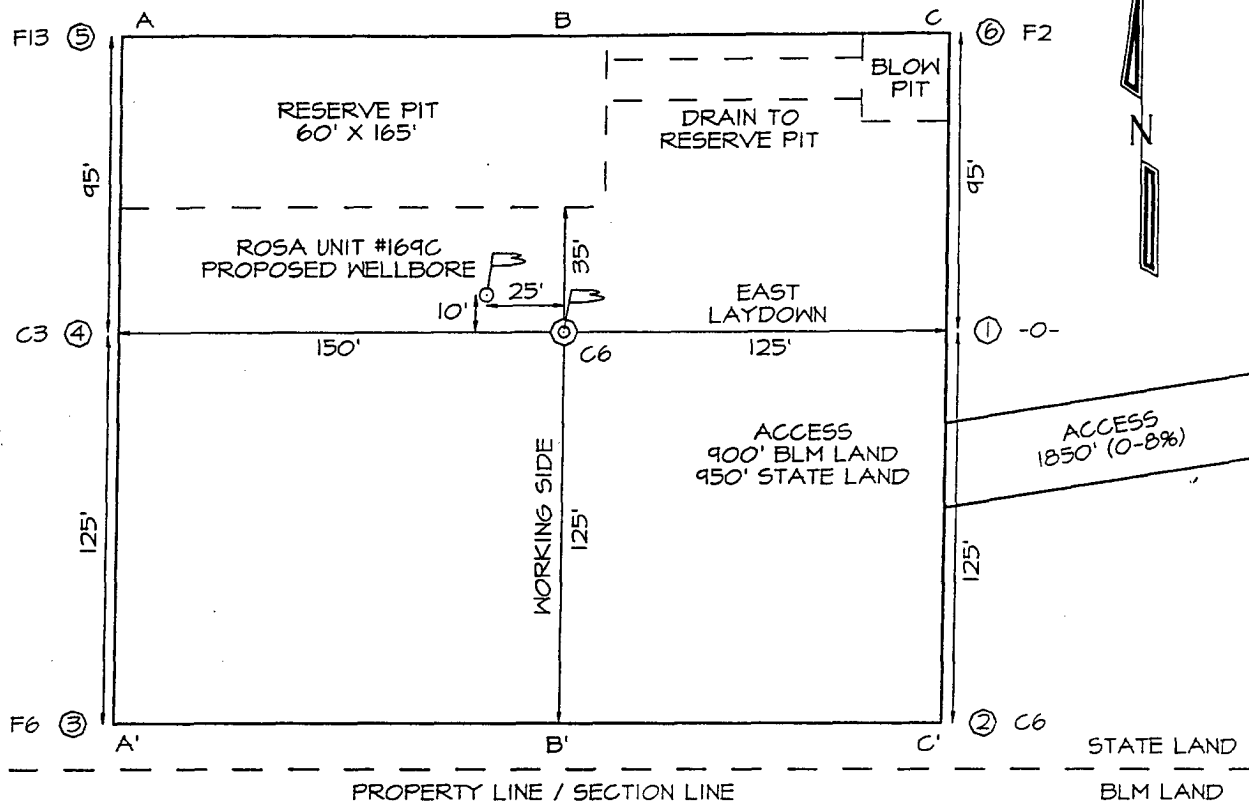 A B C
F13 5 6 F2
BLOW
PIT
RESERVE PIT
60' X 165'
DRAIN TO
RESERVE PIT
N
95' 95'
ROSA UNIT #169C
PROPOSED WELLBORE
35'
25'
10'
EAST
LAYDOWN
C3 4 1 -0-
150' 125'
C6
ACCESS
900' BLM LAND
950' STATE LAND
ACCESS
1850' (0-8%)
WORKING SIDE
125' 125' 125'
F6 3 2 C6
A' B' C'
STATE LAND
PROPERTY LINE / SECTION LINE BLM LAND